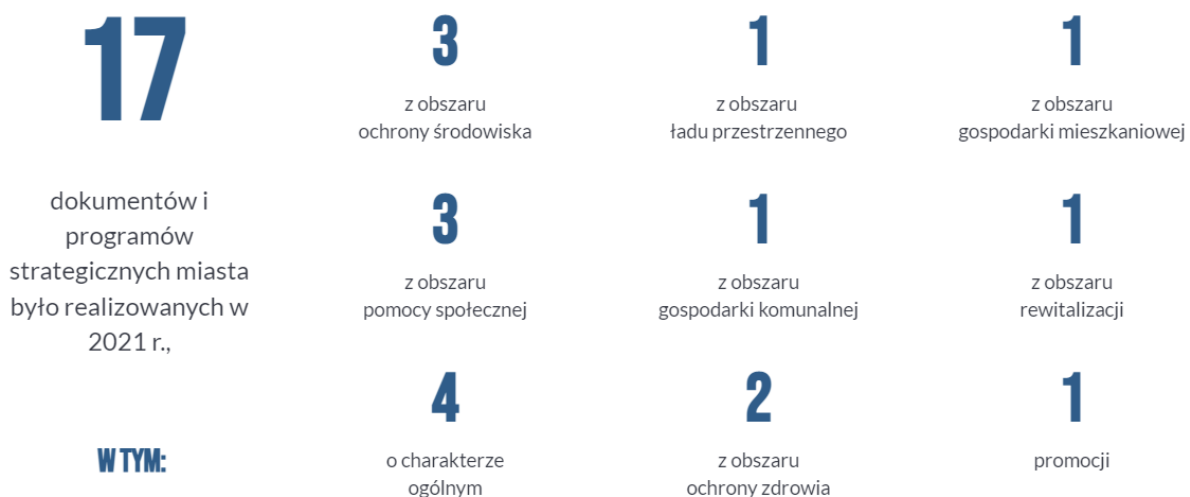 17
dokumentów i
programów
strategicznych miasta
było realizowanych w
2021 r.,
W TYM:
3
z obszaru
ochrony środowiska
1
z obszaru
ładu przestrzennego
1
z obszaru
gospodarki mieszkaniowej
3
z obszaru
pomocy społecznej
1
z obszaru
gospodarki komunalnej
1
z obszaru
rewitalizacji
4
o charakterze
ogólnym
2
z obszaru
ochrony zdrowia
1
promocji